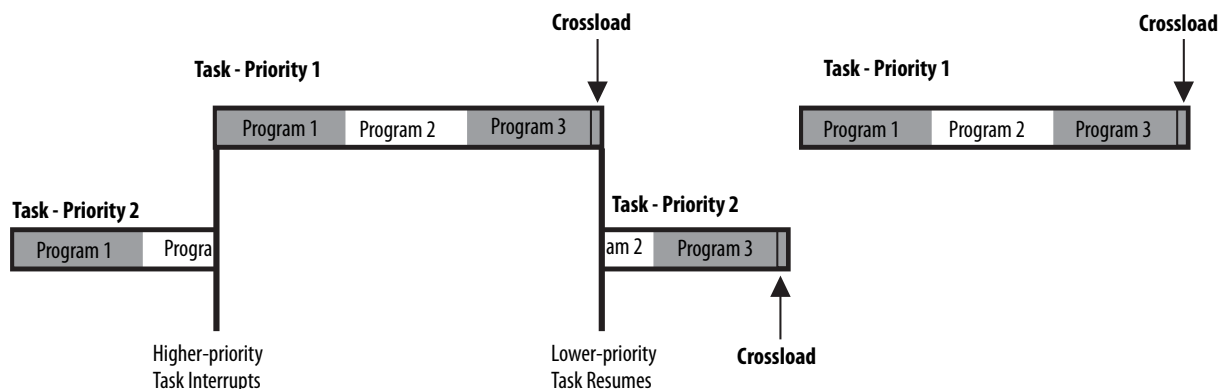 Crossload
Crossload
Task - Priority 1
Task - Priority 1
Program 1
Program 2
Program 3
Program 1
Program 2
Program 3
Task - Priority 2
Task - Priority 2
Program 1
Progra
am 2
Program 3
Higher-priority
Task Interrupts
Lower-priority
Task Resumes
Crossload